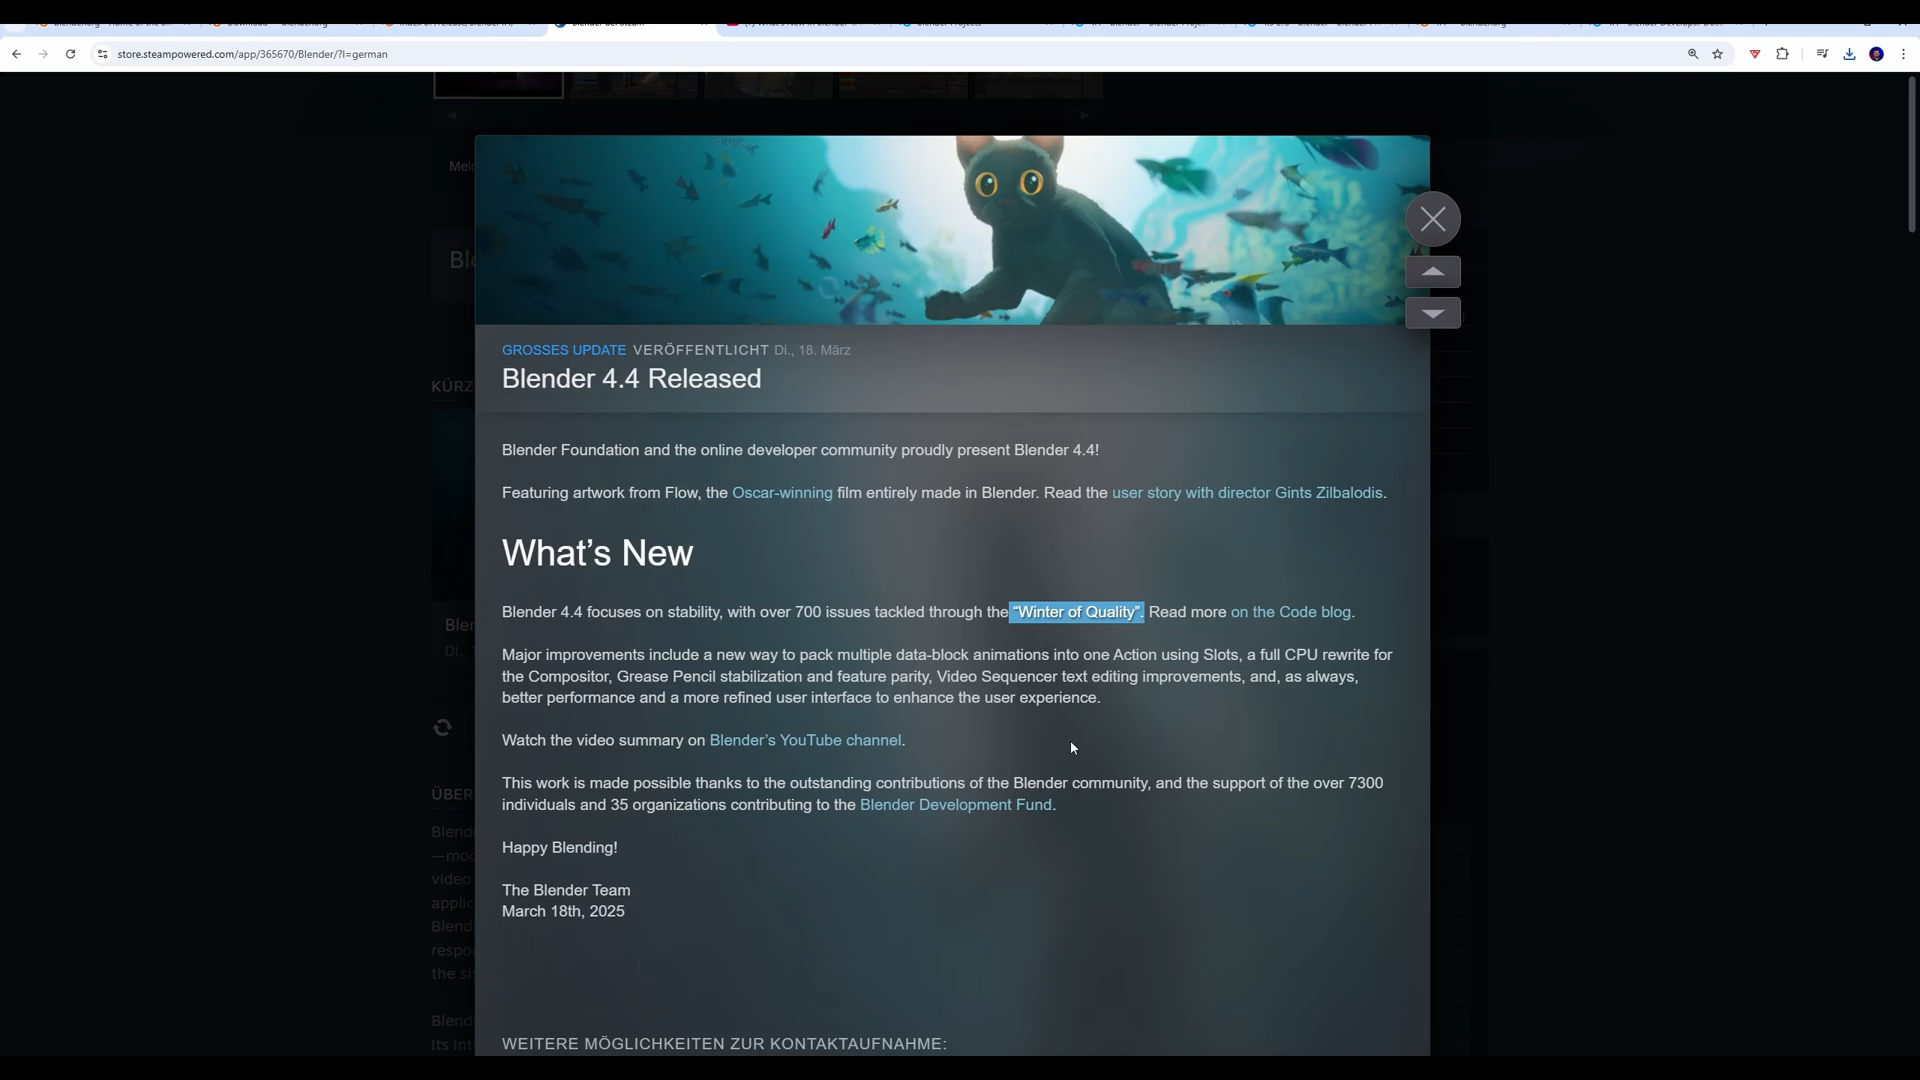 store.steampowered.com/app/365670/Blender/?l=german
GROSSES UPDATE VERÖFFENTLICHT Di., 18. März
Blender 4.4 Released
Blender Foundation and the online developer community proudly present Blender 4.4!
Featuring artwork from Flow, the Oscar-winning film entirely made in Blender. Read the user story with director Gints Zilbalodis.
What’s New
Blender 4.4 focuses on stability, with over 700 issues tackled through the “Winter of Quality”. Read more on the Code blog.
Major improvements include a new way to pack multiple data-block animations into one Action using Slots, a full CPU rewrite for
the Compositor, Grease Pencil stabilization and feature parity, Video Sequencer text editing improvements, and, as always,
better performance and a more refined user interface to enhance the user experience.
Watch the video summary on Blender’s YouTube channel.
This work is made possible thanks to the outstanding contributions of the Blender community, and the support of the over 7300
individuals and 35 organizations contributing to the Blender Development Fund.
Happy Blending!
The Blender Team
March 18th, 2025
WEITERE MÖGLICHKEITEN ZUR KONTAKTAUFNAHME: